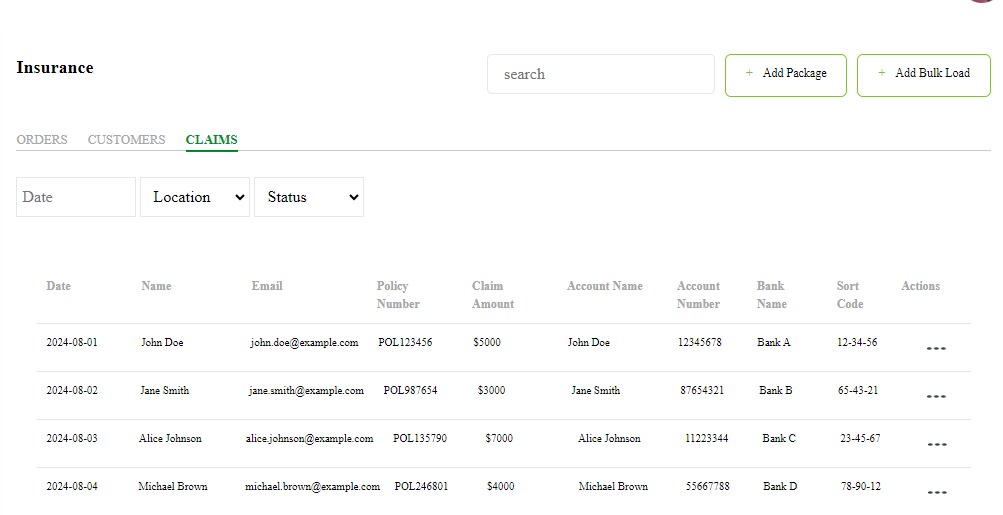 Insurance
search
+ Add Package
+ Add Bulk Load
ORDERS CUSTOMERS CLAIMS
Date Location Status
Date Name Email Policy Number Claim Amount Account Name Account Number Bank Name Sort Code Actions
2024-08-01 John Doe john.doe@example.com POL123456 $5000 John Doe 12345678 Bank A 12-34-56 ...
2024-08-02 Jane Smith jane.smith@example.com POL987654 $3000 Jane Smith 87654321 Bank B 65-43-21 ...
2024-08-03 Alice Johnson alice.johnson@example.com POL135790 $7000 Alice Johnson 11223344 Bank C 23-45-67 ...
2024-08-04 Michael Brown michael.brown@example.com POL246801 $4000 Michael Brown 55667788 Bank D 78-90-12 ...